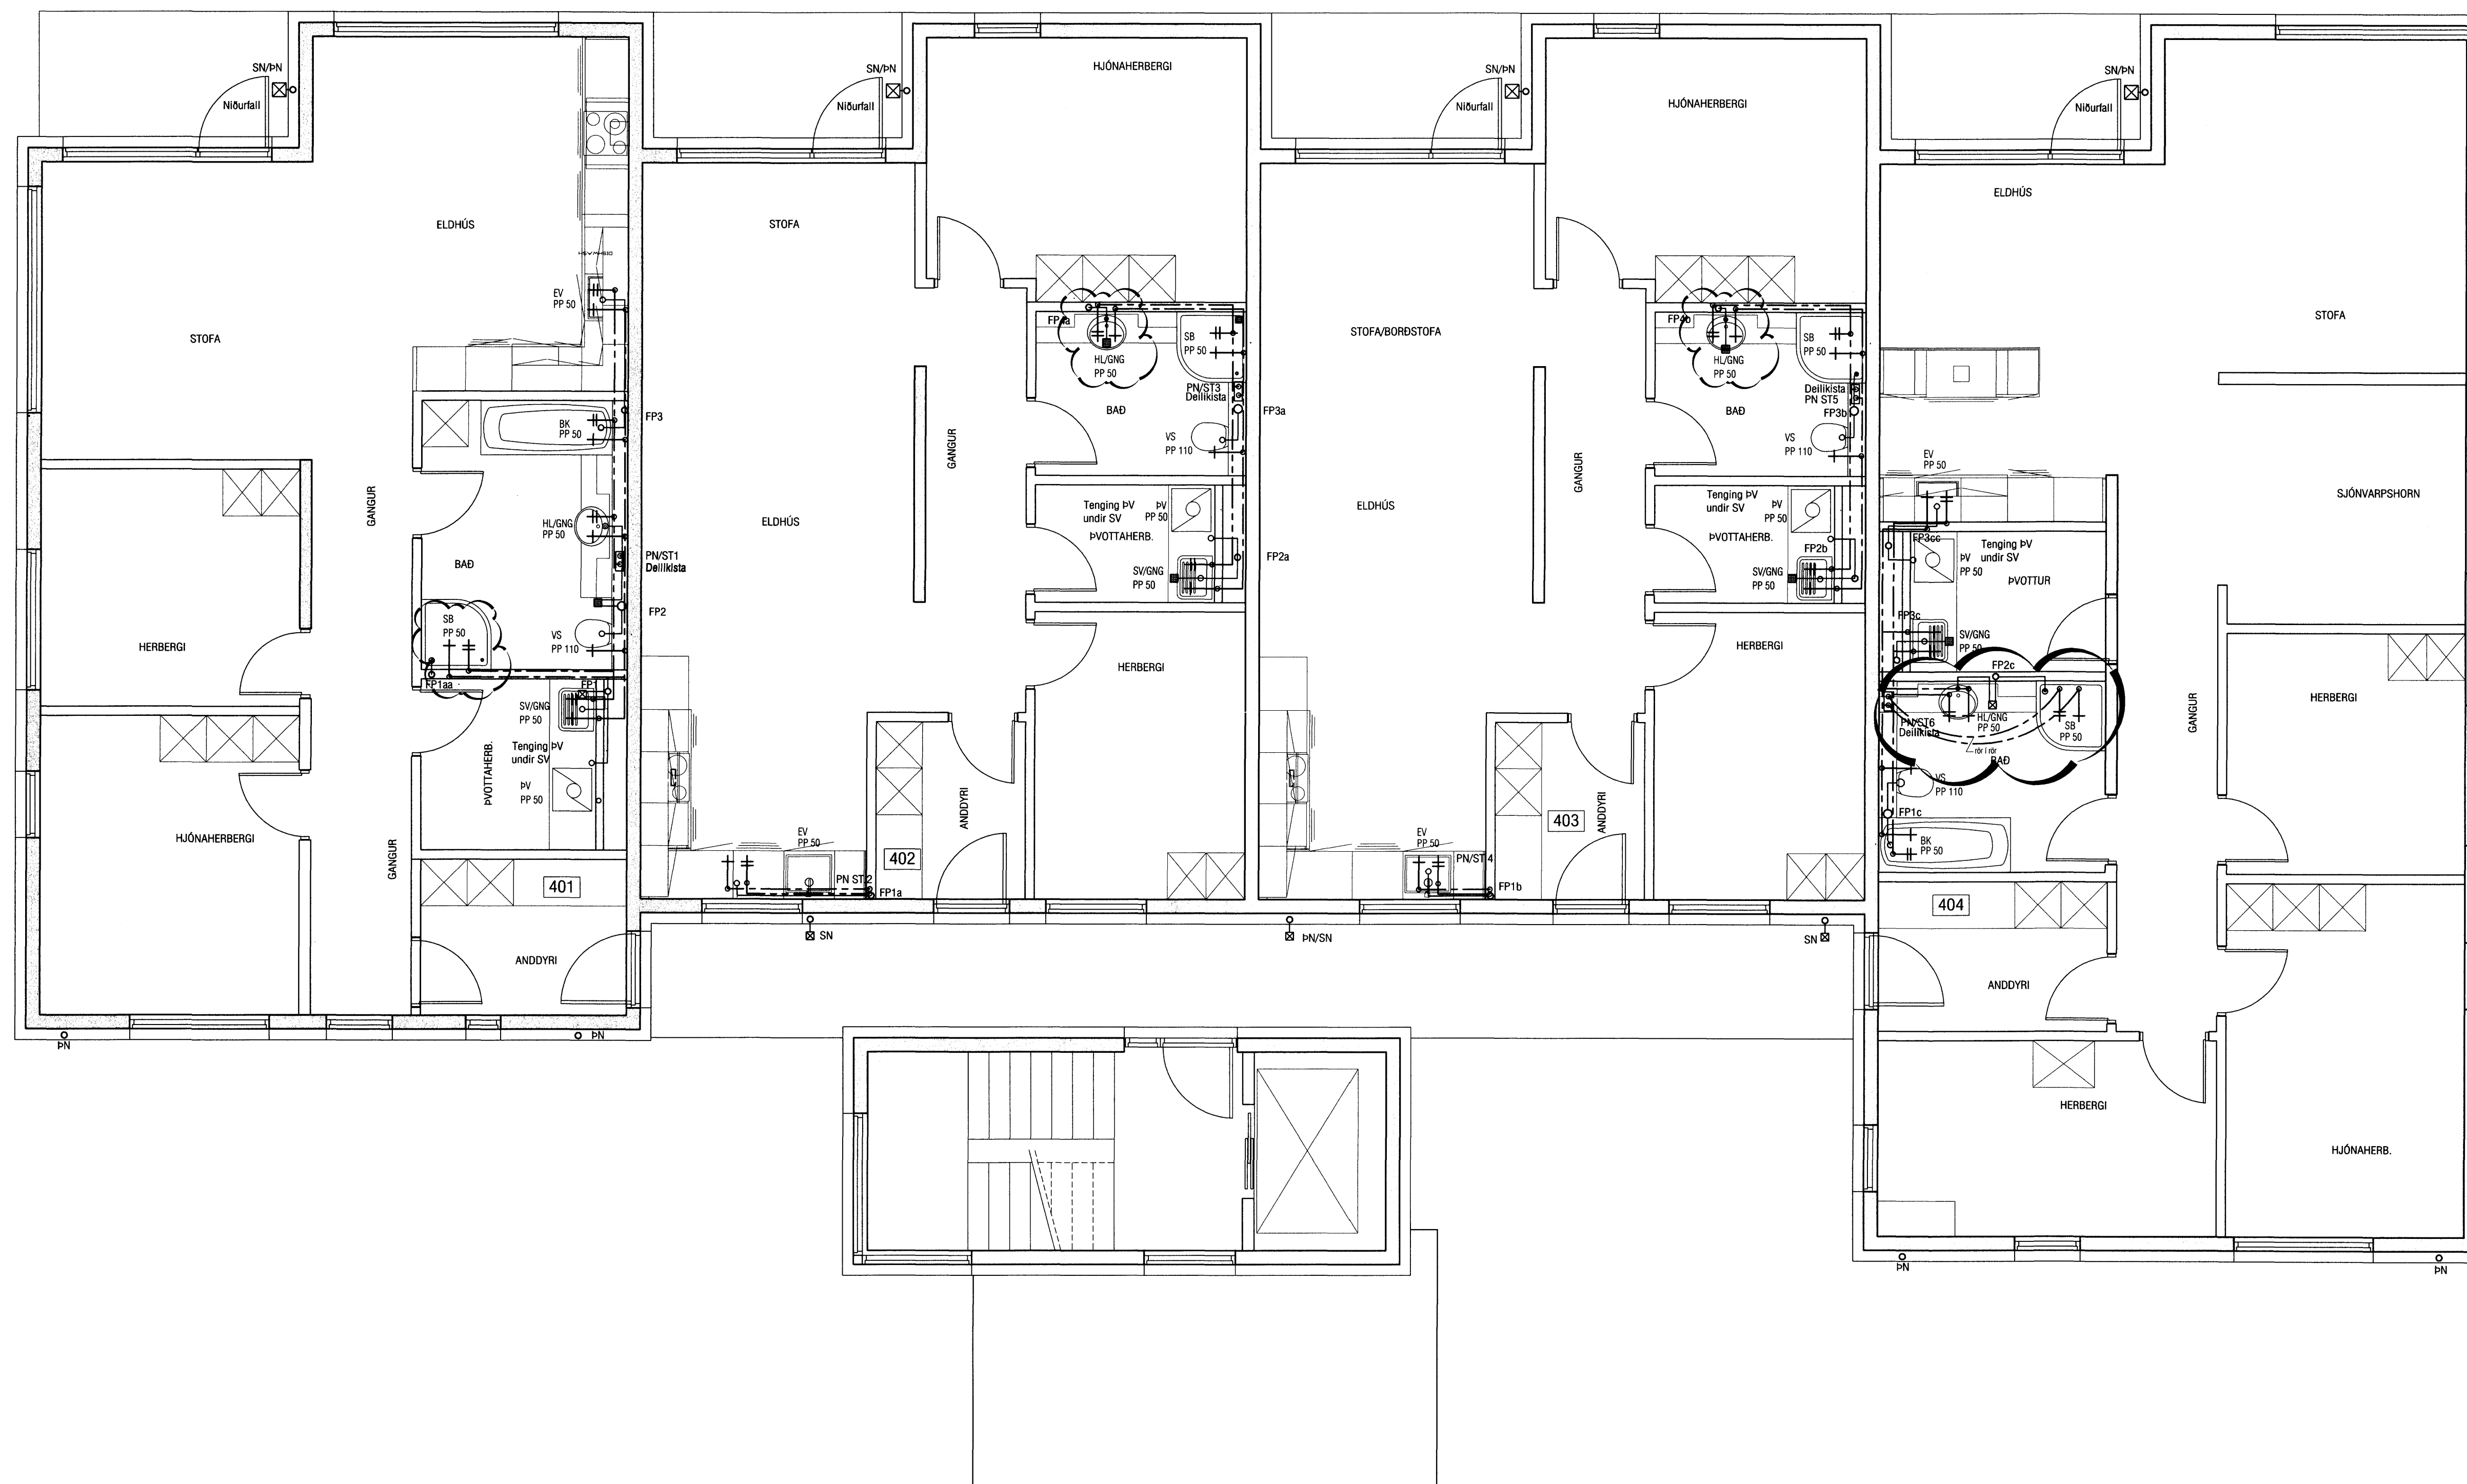 SN/ÞN
Niðurfall
ELDHÚS
STOFA
EV
PP 50
DISHWASH
BK
PP 50
FP3
GANGUR
HL/GNG
PP 50
PN/ST1
Deilikista
BAÐ
FP2
SB
PP 50
VS
PP 110
HERBERGI
FP1aa
FP1
SV/GNG
PP 50
Tenging ÞV
undir SV
ÞVOTTAHERB.
ÞV
PP 50
HJÓNAHERBERGI
GANGUR
401
ANDDYRI
ÞN
ÞN
SN/ÞN
Niðurfall
HJÓNAHERBERGI
STOFA
FP4a
SB
PP 50
HL/GNG
PP 50
PN/ST3
Deilikista
BAÐ
FP3a
GANGUR
VS
PP 110
Tenging ÞV
undir SV
ÞV
PP 50
ELDHÚS
ÞVOTTAHERB.
FP2a
SV/GNG
PP 50
HERBERGI
ANDDYRI
EV
PP 50
402
PN ST 2
FP1a
SN
SN/ÞN
Niðurfall
HJÓNAHERBERGI
STOFA/BORÐSTOFA
FP4b
SB
PP 50
HL/GNG
PP 50
Deilikista
PN ST5
FP3b
BAÐ
GANGUR
VS
PP 110
Tenging ÞV
undir SV
ÞV
PP 50
ELDHÚS
ÞVOTTAHERB.
FP2b
SV/GNG
PP 50
HERBERGI
403
ANDDYRI
EV
PP 50
PN/ST 4
FP1b
ÞN/SN
SN
SN/ÞN
Niðurfall
ELDHÚS
STOFA
EV
PP 50
SJÓNVARPSHORN
FP3cc
Tenging ÞV
undir SV
ÞV
PP 50
ÞVOTTUR
FP3c
SV/GNG
PP 50
FP2c
HERBERGI
GANGUR
PN/ST6
Deilikista
HL/GNG
PP 50
SB
PP 50
rör í rör
BAÐ
VS
PP 110
FP1c
BK
PP 50
404
ANDDYRI
HERBERGI
HJÓNAHERB.
ÞN
ÞN